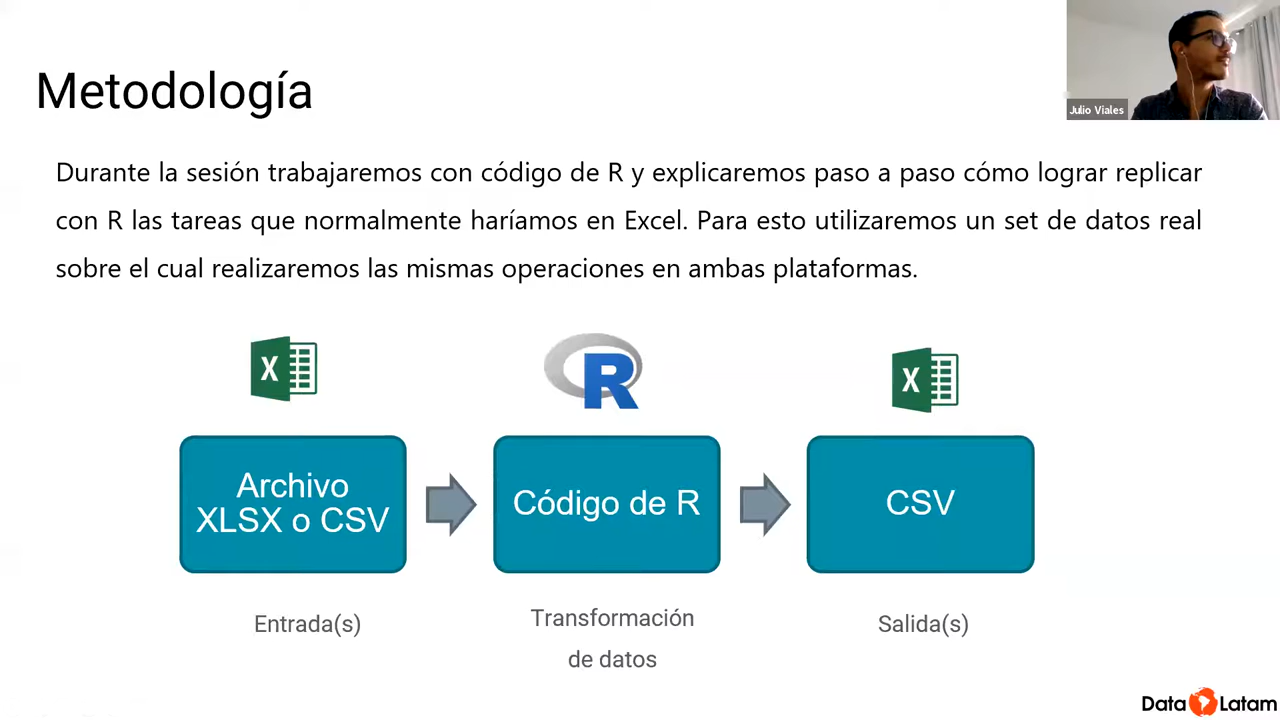 Metodología
Julio Viales
Durante la sesión trabajaremos con código de R y explicaremos paso a paso cómo lograr replicar
con R las tareas que normalmente haríamos en Excel. Para esto utilizaremos un set de datos real
sobre el cual realizaremos las mismas operaciones en ambas plataformas.
X
R
X
Archivo
XLSX o CSV
Código de R
CSV
Entrada(s)
Transformación
de datos
Salida(s)
Data Latam